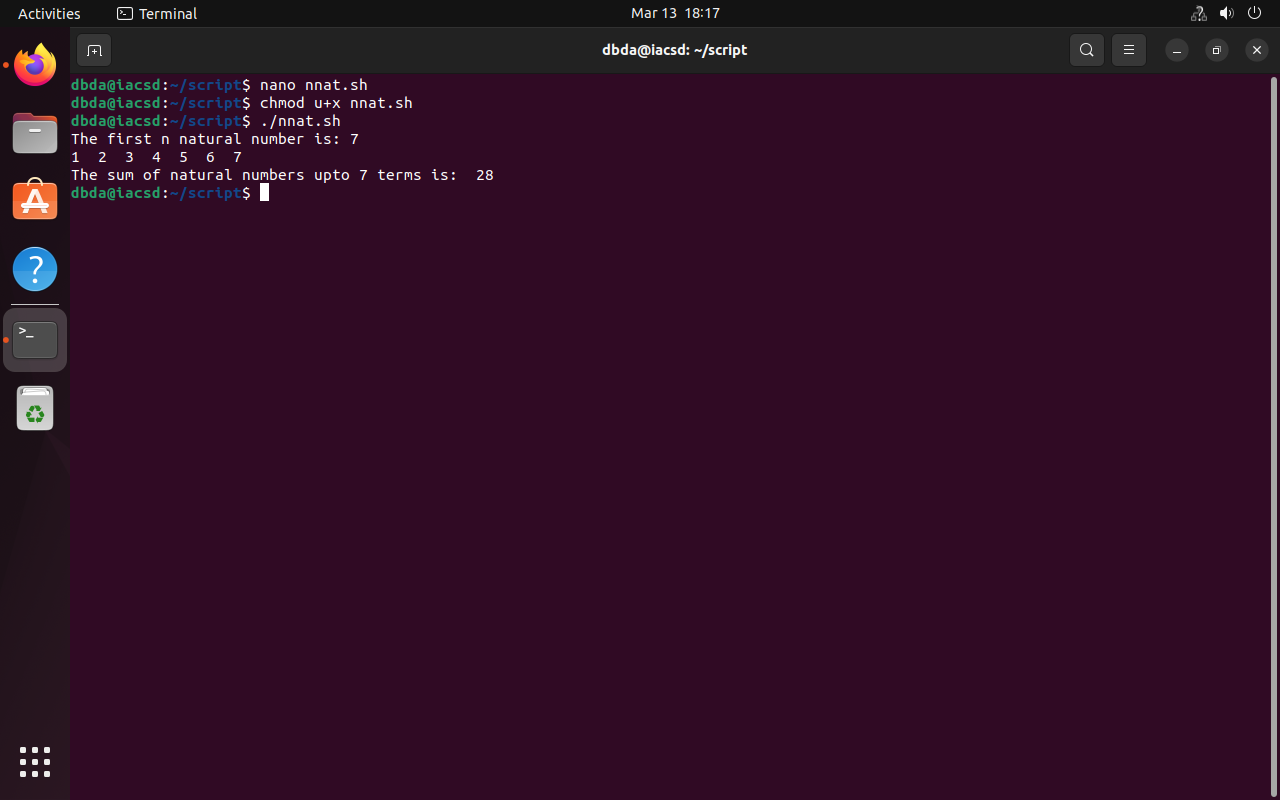 Activities Terminal Mar 13 18:17
dbda@iacsd: ~/script
dbda@iacsd:~/script$ nano nnat.sh
dbda@iacsd:~/script$ chmod u+x nnat.sh
dbda@iacsd:~/script$ ./nnat.sh
The first n natural number is: 7
1  2  3  4  5  6  7
The sum of natural numbers upto 7 terms is:  28
dbda@iacsd:~/script$